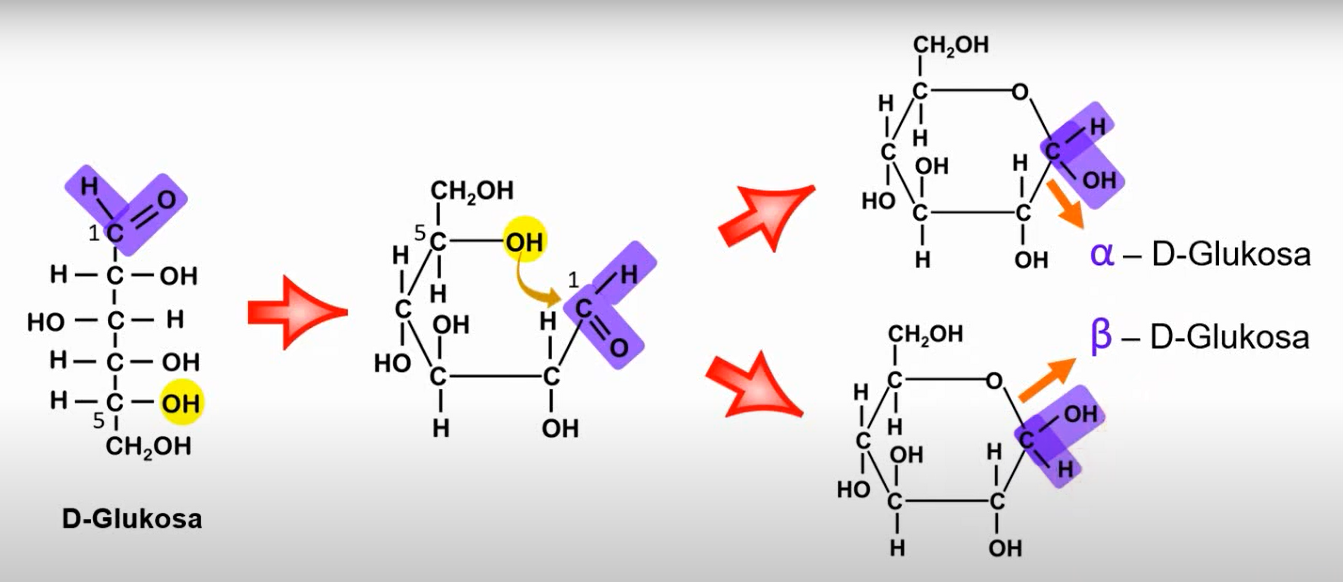 H O
1 C
H – C – OH
HO – C – H
H – C – OH
H – C – OH
5
CH₂OH
D-Glukosa
CH₂OH
5 C OH
H H
1 C H
C OH H O
HO C C
H OH
CH₂OH
C O
H H
C OH H C H
HO OH
C C
H OH
α – D-Glukosa
CH₂OH
C O
H H
C OH H C OH
HO H
C C
H OH
β – D-Glukosa